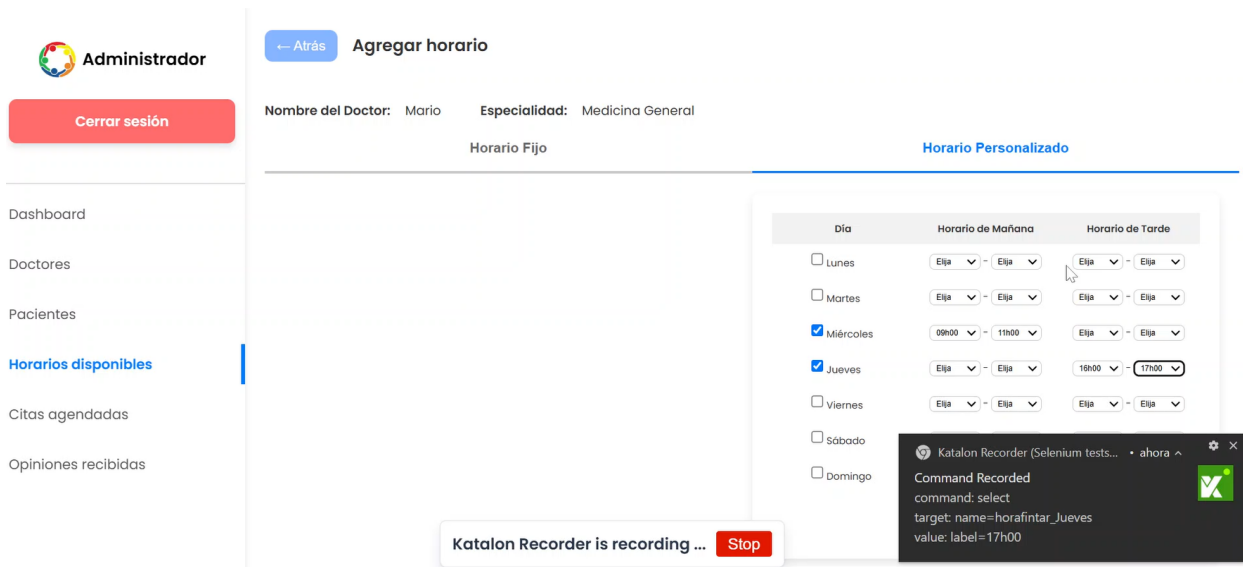 Administrador
Cerrar sesión
Dashboard
Doctores
Pacientes
Horarios disponibles
Citas agendadas
Opiniones recibidas
← Atrás Agregar horario
Nombre del Doctor: Mario Especialidad: Medicina General
Horario Fijo Horario Personalizado
Día Horario de Mañana Horario de Tarde
Lunes Elija - Elija Elija - Elija
Martes Elija - Elija Elija - Elija
Miércoles 09h00 - 11h00 Elija - Elija
Jueves Elija - Elija 16h00 - 17h00
Viernes Elija - Elija Elija - Elija
Sábado
Domingo
Katalon Recorder (Selenium tests... • ahora
Command Recorded
command: select
target: name=horafintar_Jueves
value: label=17h00
Katalon Recorder is recording ... Stop